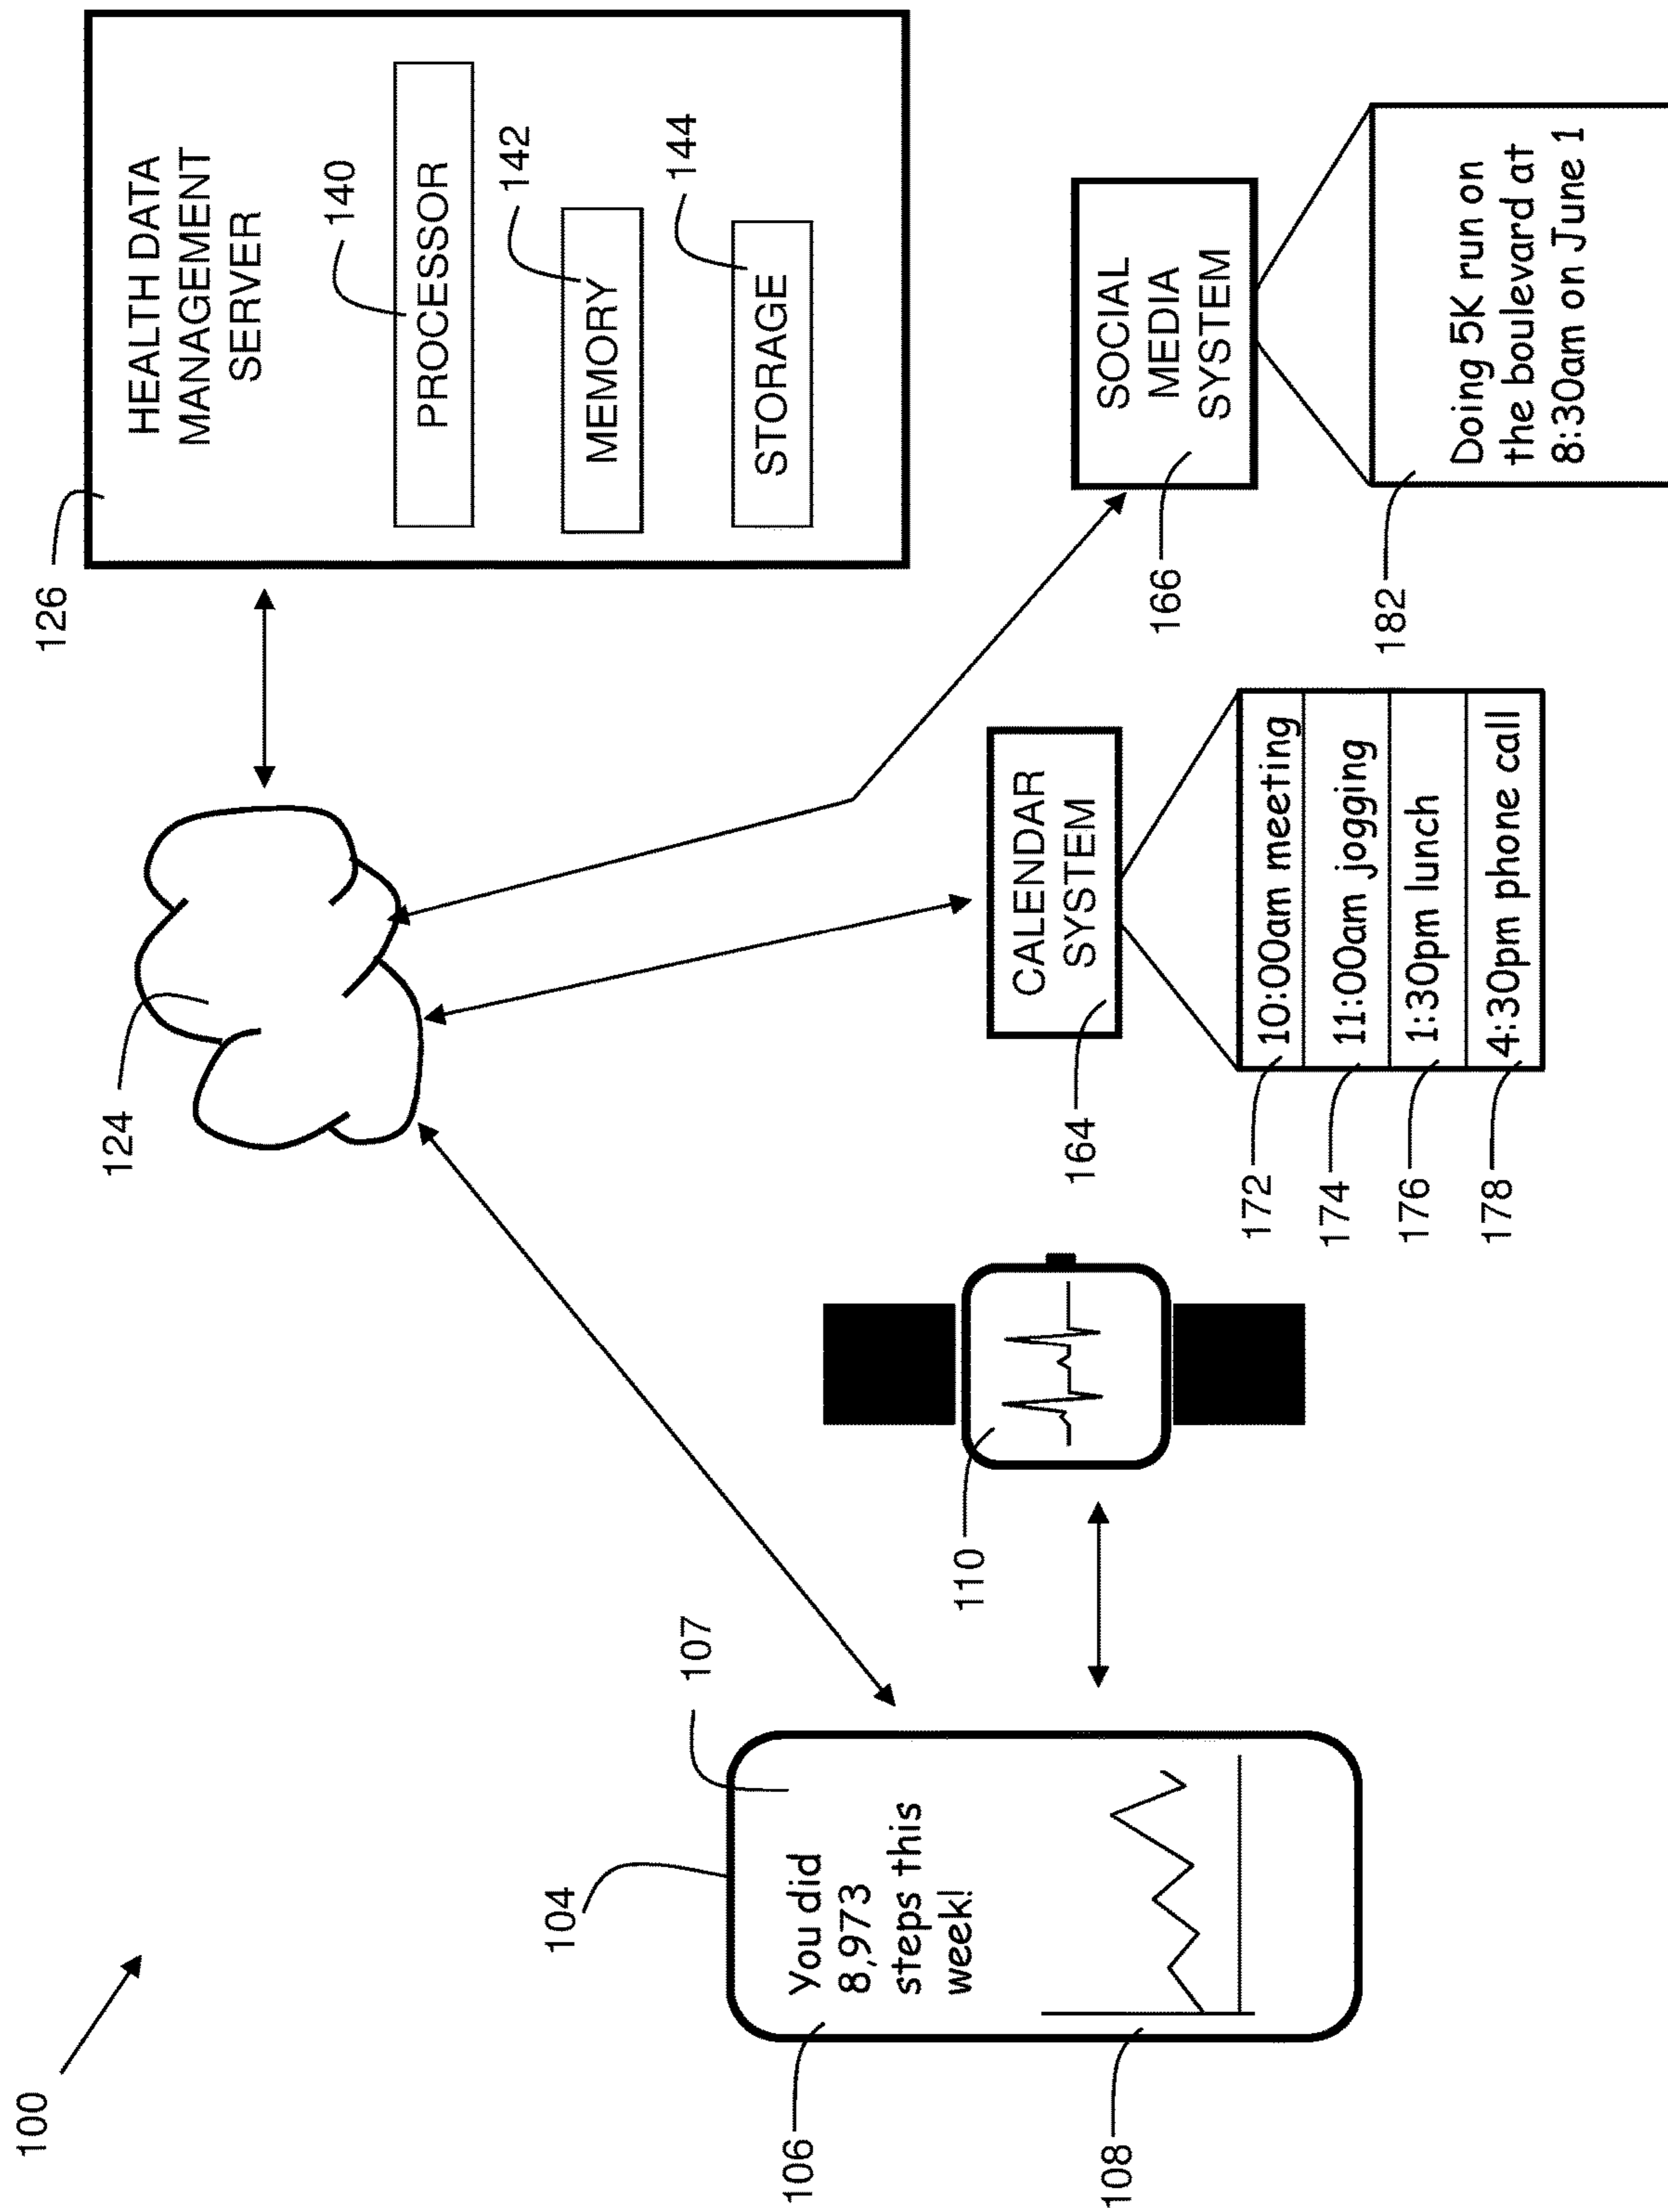 100
104
107
106
You did
8,973
steps this
week!
108
110
124
126
HEALTH DATA
MANAGEMENT
SERVER
140
PROCESSOR
142
MEMORY
144
STORAGE
164
CALENDAR
SYSTEM
172
10:00am meeting
174
11:00am jogging
176
1:30pm lunch
178
4:30pm phone call
166
SOCIAL
MEDIA
SYSTEM
182
Doing 5K run on
the boulevard at
8:30am on June 1